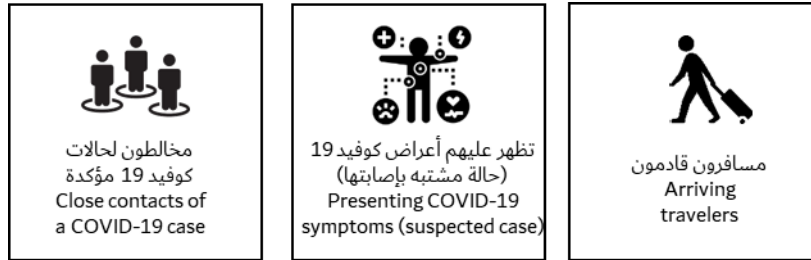 مخالطون لحالات
كوفيد 19 مؤكدة
Close contacts of
a COVID-19 case
تظهر عليهم أعراض كوفيد 19
(حالة مشتبه بإصابتها)
Presenting COVID-19
symptoms (suspected case)
مسافرون قادمون
Arriving
travelers